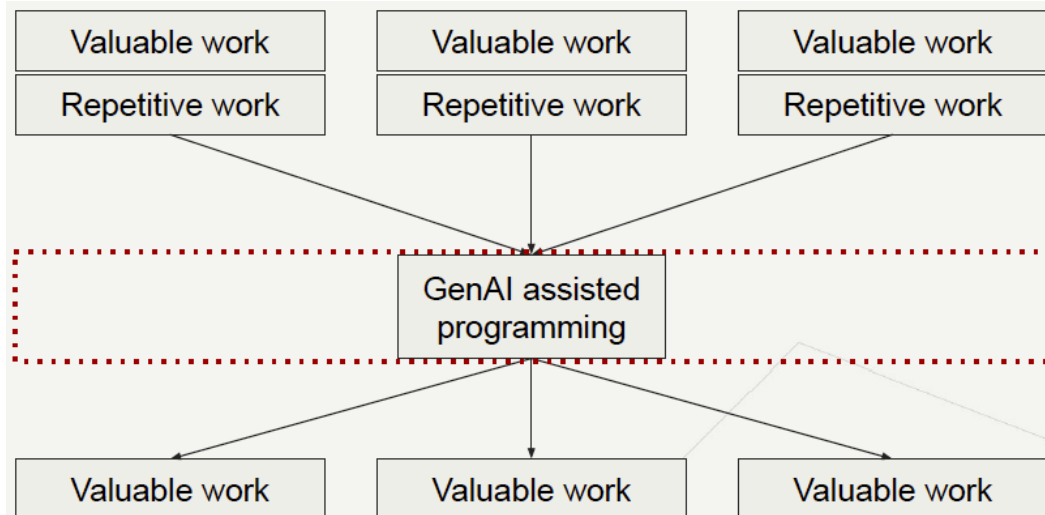 Valuable work
Valuable work
Valuable work
Repetitive work
Repetitive work
Repetitive work
GenAI assisted
programming
Valuable work
Valuable work
Valuable work